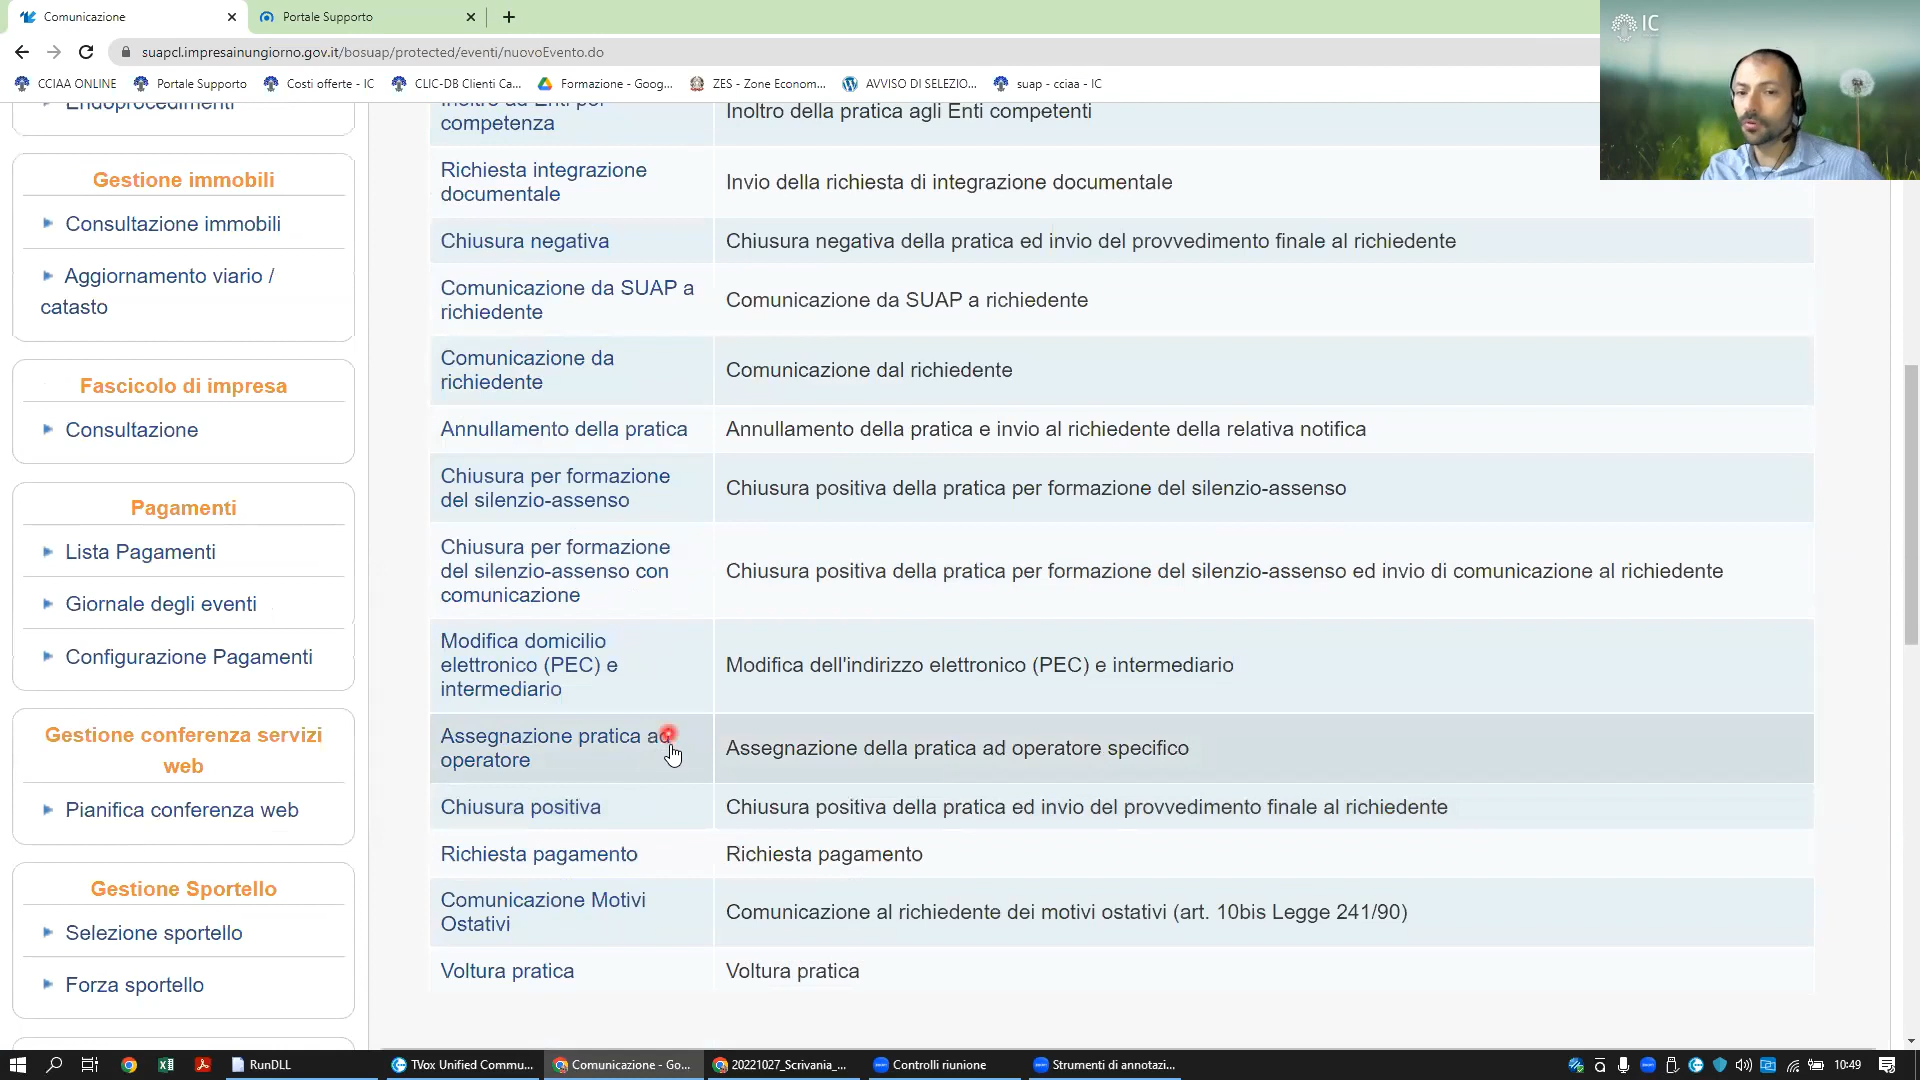 Comunicazione
Portale Supporto
suapcl.impresainungiorno.gov.it/bosuap/protected/eventi/nuovoEvento.do
CCIAA ONLINE
Portale Supporto
Costi offerte - IC
CLIC-DB Clienti Ca...
Formazione - Goog...
ZES - Zone Econom...
AVVISO DI SELEZIO...
suap - cciaa - IC
IC
Endoprocedimenti
Gestione immobili
Consultazione immobili
Aggiornamento viario /
catasto
Fascicolo di impresa
Consultazione
Pagamenti
Lista Pagamenti
Giornale degli eventi
Configurazione Pagamenti
Gestione conferenza servizi
web
Pianifica conferenza web
Gestione Sportello
Selezione sportello
Forza sportello
Inoltro ad Enti per
competenza
Inoltro della pratica agli Enti competenti
Richiesta integrazione
documentale
Invio della richiesta di integrazione documentale
Chiusura negativa
Chiusura negativa della pratica ed invio del provvedimento finale al richiedente
Comunicazione da SUAP a
richiedente
Comunicazione da SUAP a richiedente
Comunicazione da
richiedente
Comunicazione dal richiedente
Annullamento della pratica
Annullamento della pratica e invio al richiedente della relativa notifica
Chiusura per formazione
del silenzio-assenso
Chiusura positiva della pratica per formazione del silenzio-assenso
Chiusura per formazione
del silenzio-assenso con
comunicazione
Chiusura positiva della pratica per formazione del silenzio-assenso ed invio di comunicazione al richiedente
Modifica domicilio
elettronico (PEC) e
intermediario
Modifica dell'indirizzo elettronico (PEC) e intermediario
Assegnazione pratica ad
operatore
Assegnazione della pratica ad operatore specifico
Chiusura positiva
Chiusura positiva della pratica ed invio del provvedimento finale al richiedente
Richiesta pagamento
Richiesta pagamento
Comunicazione Motivi
Ostativi
Comunicazione al richiedente dei motivi ostativi (art. 10bis Legge 241/90)
Voltura pratica
Voltura pratica
RunDLL
TVox Unified Commu...
Comunicazione - Go...
20221027_Scrivania_...
Controlli riunione
Strumenti di annotazi...
10:49